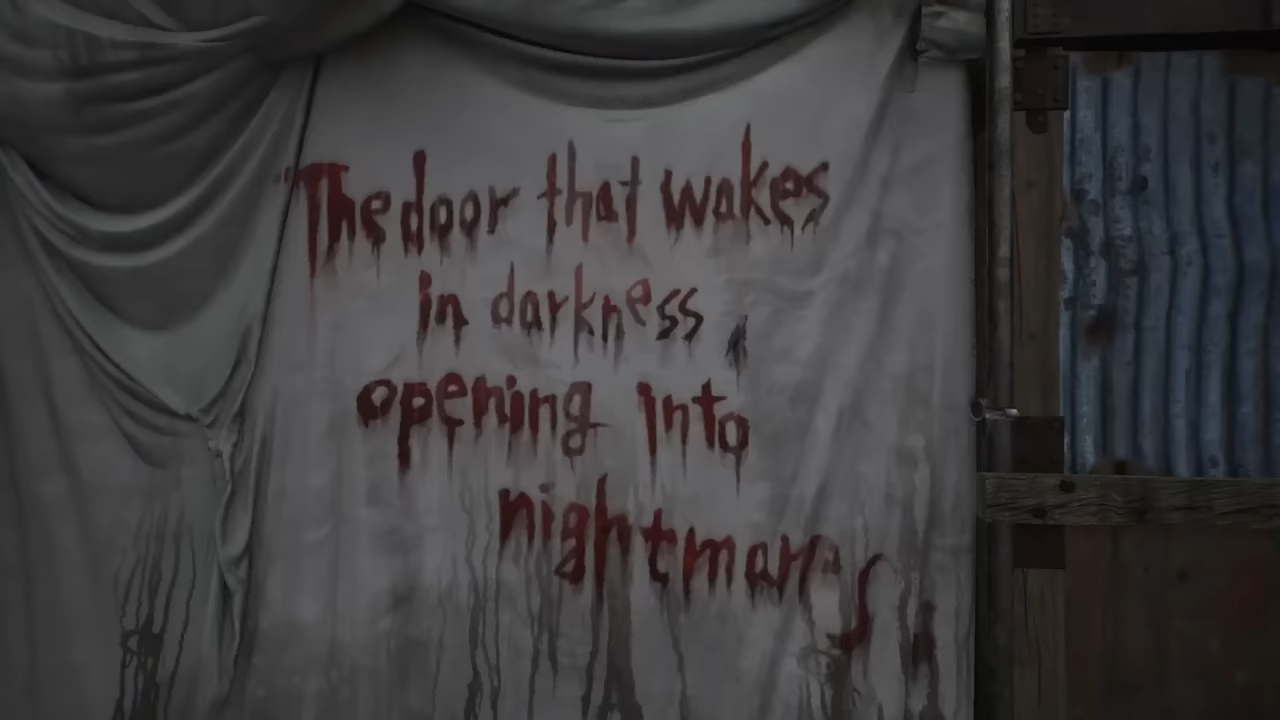 "The door that wakes
in darkness,
opening into
nightmares.